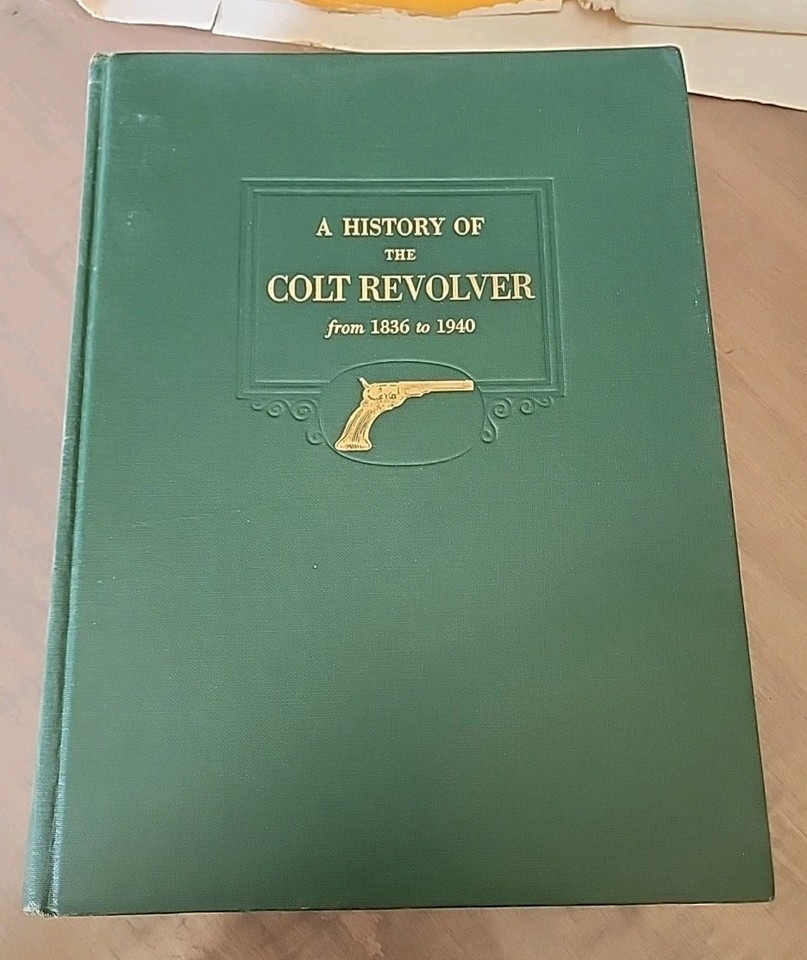 A HISTORY OF
THE
COLT REVOLVER
from 1836 to 1940